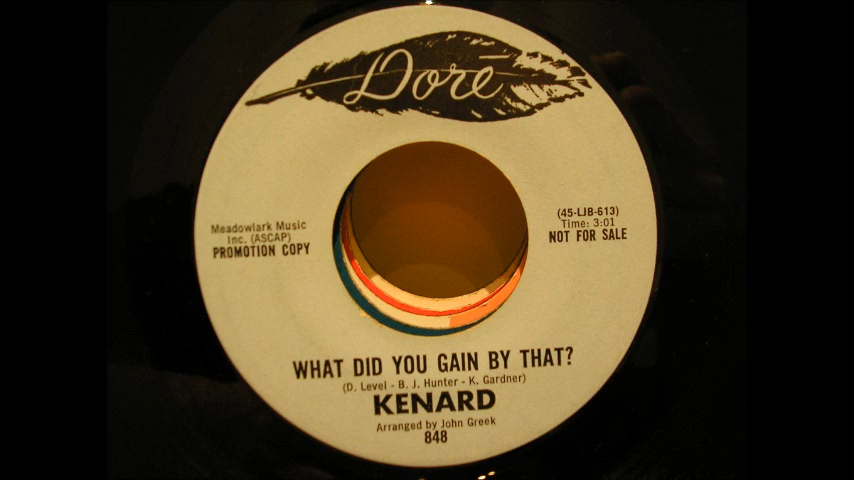 Doré
Meadowlark Music
Inc. (ASCAP)
PROMOTION COPY
(45-LJB-613)
Time: 3:01
NOT FOR SALE
WHAT DID YOU GAIN BY THAT?
(D. Level - B. J. Hunter - K. Gardner)
KENARD
Arranged by John Greek
848